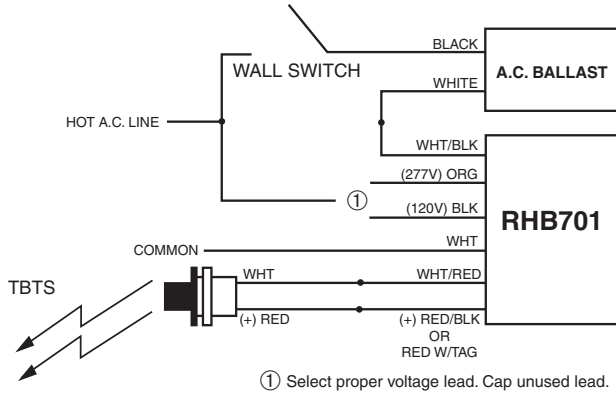 BLACK
WALL SWITCH
A.C. BALLAST
WHITE
HOT A.C. LINE
WHT/BLK
(277V) ORG
①
(120V) BLK
RHB701
WHT
COMMON
TBTS
WHT
WHT/RED
(+) RED
(+) RED/BLK
OR
RED W/TAG
① Select proper voltage lead. Cap unused lead.